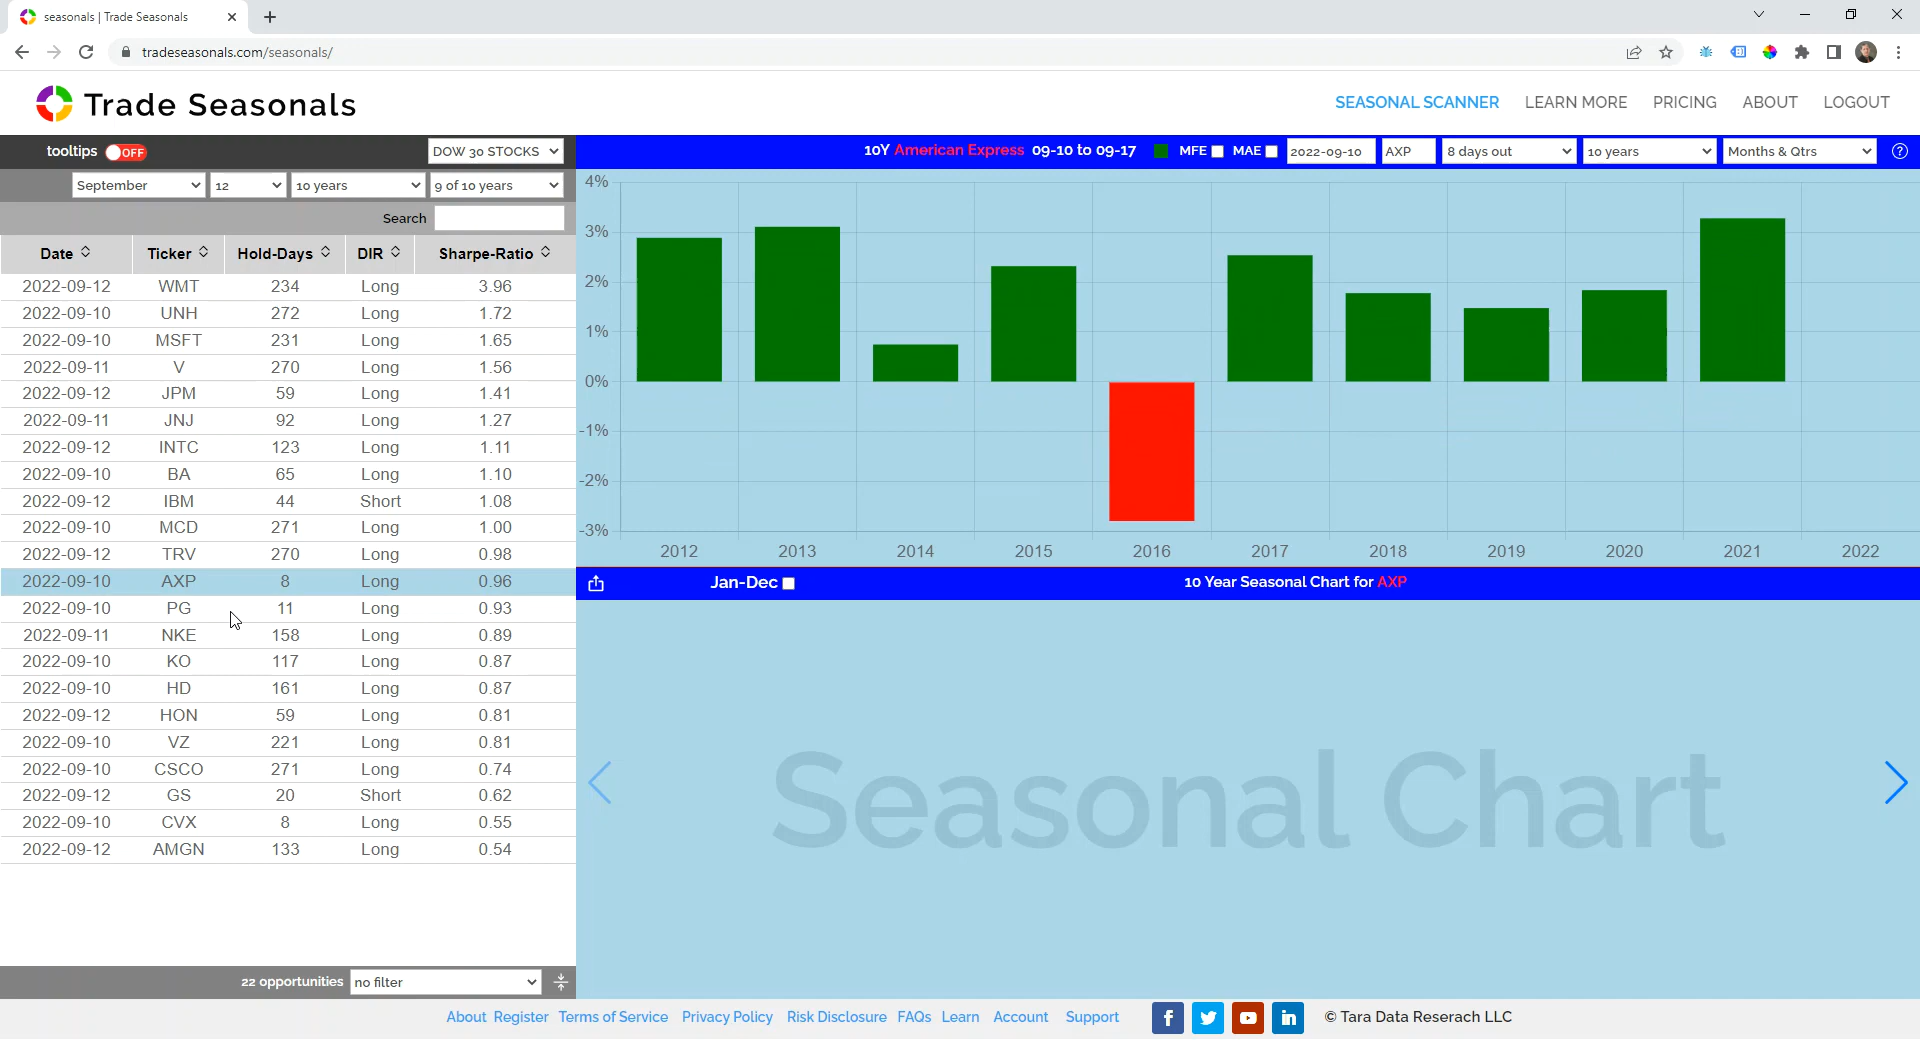 seasonals | Trade Seasonals
tradeseasonals.com/seasonals/
Trade Seasonals
SEASONAL SCANNER LEARN MORE PRICING ABOUT LOGOUT
tooltips OFF DOW 30 STOCKS
September 12 10 years 9 of 10 years
Search
Date Ticker Hold-Days DIR Sharpe-Ratio
2022-09-12 WMT 234 Long 3.96
2022-09-10 UNH 272 Long 1.72
2022-09-10 MSFT 231 Long 1.65
2022-09-11 V 270 Long 1.56
2022-09-12 JPM 59 Long 1.41
2022-09-11 JNJ 92 Long 1.27
2022-09-12 INTC 123 Long 1.11
2022-09-10 BA 65 Long 1.10
2022-09-12 IBM 44 Short 1.08
2022-09-10 MCD 271 Long 1.00
2022-09-12 TRV 270 Long 0.98
2022-09-10 AXP 8 Long 0.96
2022-09-10 PG 11 Long 0.93
2022-09-11 NKE 158 Long 0.89
2022-09-10 KO 117 Long 0.87
2022-09-10 HD 161 Long 0.87
2022-09-12 HON 59 Long 0.81
2022-09-10 VZ 221 Long 0.81
2022-09-10 CSCO 271 Long 0.74
2022-09-12 GS 20 Short 0.62
2022-09-10 CVX 8 Long 0.55
2022-09-12 AMGN 133 Long 0.54
22 opportunities no filter
10Y American Express 09-10 to 09-17 MFE MAE 2022-09-10 AXP 8 days out 10 years Months & Qtrs ?
4%
3%
2%
1%
0%
-1%
-2%
-3%
2012 2013 2014 2015 2016 2017 2018 2019 2020 2021 2022
Jan-Dec 10 Year Seasonal Chart for AXP
Seasonal Chart
About Register Terms of Service Privacy Policy Risk Disclosure FAQs Learn Account Support © Tara Data Reserach LLC